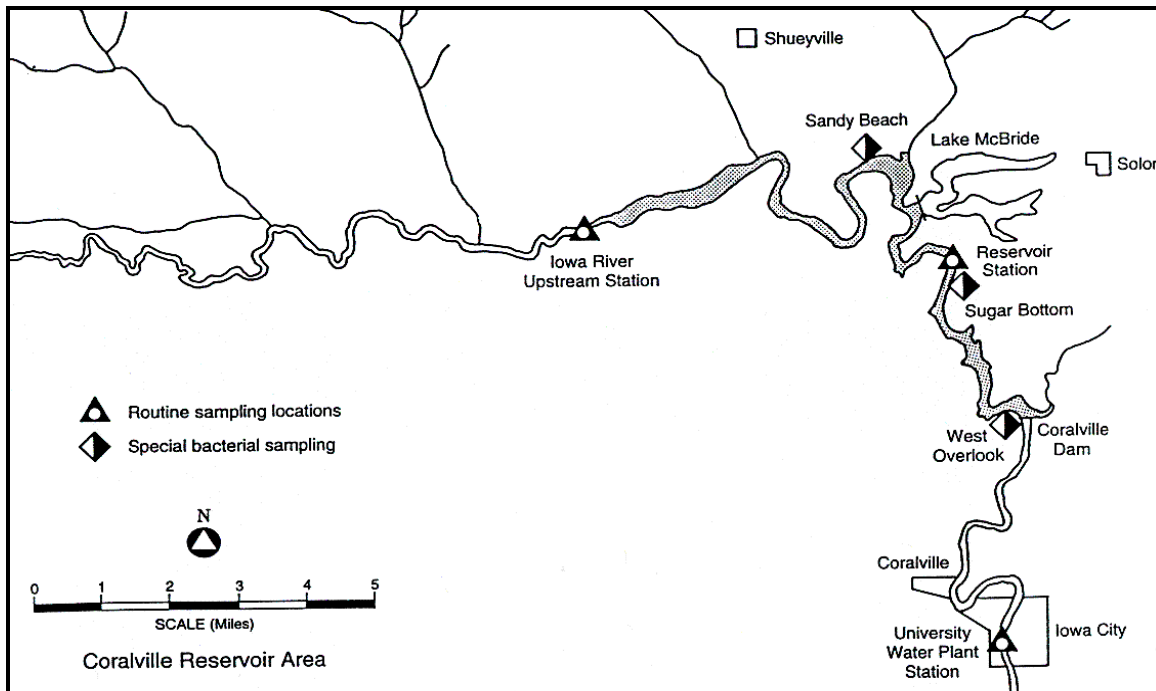 Shueyville
Sandy Beach
Lake McBride
Solon
Iowa River
Upstream Station
Reservoir
Station
Sugar Bottom
Routine sampling locations
Special bacterial sampling
West
Overlook
Coralville
Dam
N
0 1 2 3 4 5
SCALE (Miles)
Coralville Reservoir Area
Coralville
University
Water Plant
Station
Iowa City